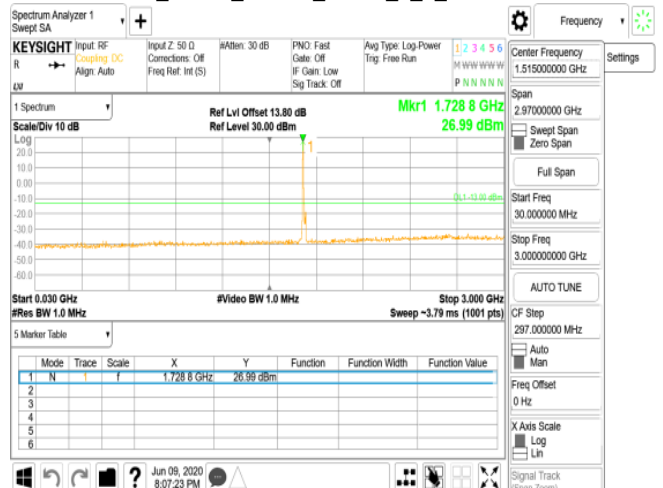 Spectrum Analyzer 1
Swept SA
+
Frequency
KEYSIGHT
R
Input: RF
Coupling: DC
Align: Auto
Input Z: 50 Ω
Corrections: Off
Freq Ref: Int (S)
#Atten: 30 dB
PNO: Fast
Gate: Off
IF Gain: Low
Sig Track: Off
Avg Type: Log-Power
Trig: Free Run
1 2 3 4 5 6
M W W W W W
P N N N N N
Center Frequency
1.515000000 GHz
Settings
Span
2.97000000 GHz
Swept Span
Zero Span
Full Span
Start Freq
30.000000 MHz
Stop Freq
3.000000000 GHz
AUTO TUNE
CF Step
297.000000 MHz
Auto
Man
Freq Offset
0 Hz
X Axis Scale
Log
Lin
Signal Track
(Span Zoom)
1 Spectrum
Ref Lvl Offset 13.80 dB
Mkr1 1.728 8 GHz
Scale/Div 10 dB
Ref Level 30.00 dBm
26.99 dBm
Log
1
20.0
10.0
0.00
-10.0
DL1 -13.00 dBm
-20.0
-30.0
-40.0
-50.0
-60.0
Start 0.030 GHz
#Video BW 1.0 MHz
Stop 3.000 GHz
#Res BW 1.0 MHz
Sweep ~3.79 ms (1001 pts)
5 Marker Table
Mode Trace Scale X Y Function Function Width Function Value
1 N 1 f 1.728 8 GHz 26.99 dBm
2
3
4
5
6
?
Jun 09, 2020
8:07:23 PM